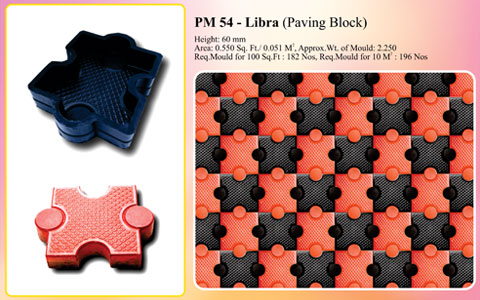 PM 54 - Libra (Paving Block)
Height: 60 mm
Area: 0.550 Sq. Ft./ 0.051 M², Approx.Wt. of Mould: 2.250
Req.Mould for 100 Sq.Ft : 182 Nos, Req.Mould for 10 M² : 196 Nos